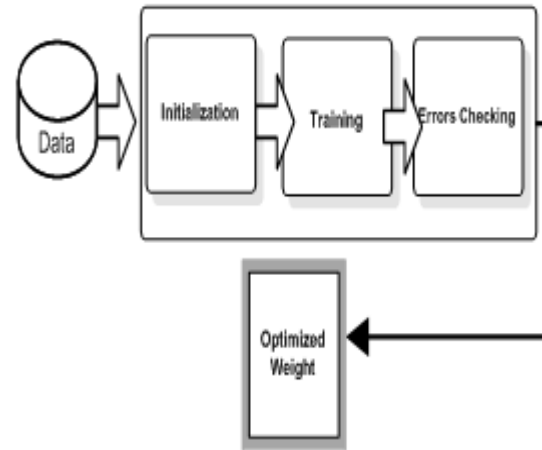 Data
Initialization
Training
Errors Checking
Optimized
Weight